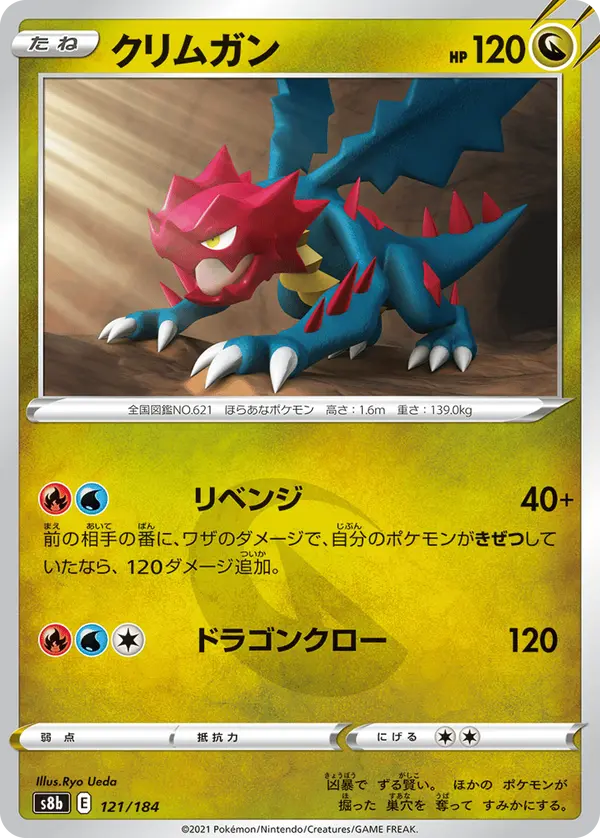 たね クリムガン HP 120
全国図鑑NO.621 ほらあなポケモン 高さ:1.6m 重さ:139.0kg
リベンジ 40+
前の相手の番に、ワザのダメージで、自分のポケモンがきぜつして
いたなら、120ダメージ追加。
ドラゴンクロー 120
弱点 抵抗力 にげる
Illus.Ryo Ueda
凶暴で ずる賢い。 ほかの ポケモンが
掘った 巣穴を 奪って すみかにする。
s8b E 121/184
©2021 Pokémon/Nintendo/Creatures/GAME FREAK.